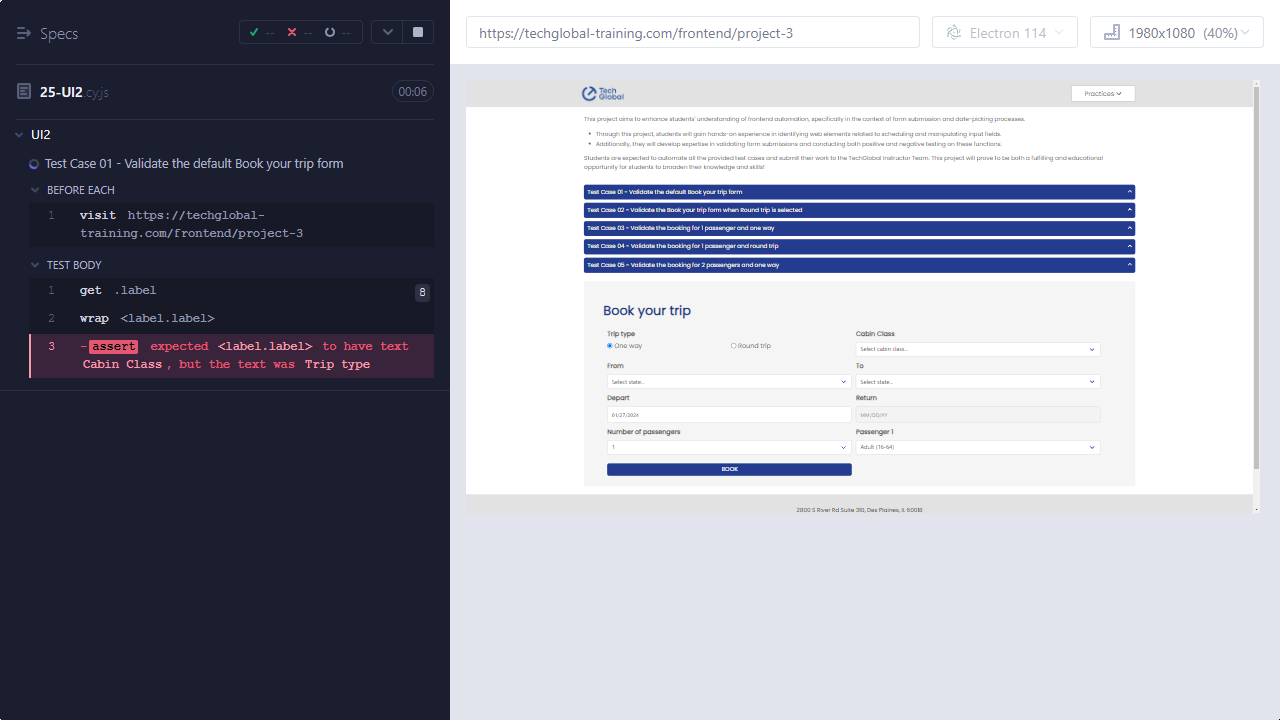 Specs
-- -- --
25-UI2.cy.js
00:06
UI2
Test Case 01 - Validate the default Book your trip form
BEFORE EACH
1 visit https://techglobal-
training.com/frontend/project-3
TEST BODY
1 get .label 8
2 wrap <label.label>
3 -assert expected <label.label> to have text
Cabin Class, but the text was Trip type
https://techglobal-training.com/frontend/project-3
Electron 114
1980x1080 (40%)
Tech
Global
Practices
This project aims to enhance students' understanding of frontend automation, specifically in the context of form submission and date-picking processes.
Through this project, students will gain hands-on experience in identifying web elements related to scheduling and manipulating input fields.
Additionally, they will develop expertise in validating form submissions and conducting both positive and negative testing on these functions.
Students are expected to automate all the provided test cases and submit their work to the TechGlobal Instructor Team. This project will prove to be both a fulfilling and educational
opportunity for students to broaden their knowledge and skills!
Test Case 01 - Validate the default Book your trip form
Test Case 02 - Validate the Book your trip form when Round trip is selected
Test Case 03 - Validate the booking for 1 passenger and one way
Test Case 04 - Validate the booking for 1 passenger and round trip
Test Case 05 - Validate the booking for 2 passengers and one way
Book your trip
Trip type
One way
Round trip
Cabin Class
Select cabin class...
From
Select state...
To
Select state...
Depart
01/27/2024
Return
MM/DD/YY
Number of passengers
1
Passenger 1
Adult (16-64)
BOOK
2800 S River Rd Suite 310, Des Plaines, IL 60018